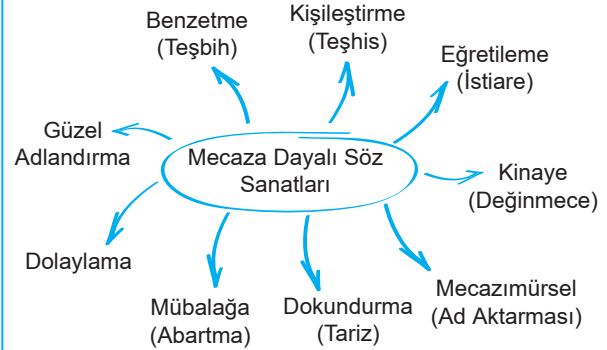 Benzetme
(Teşbih)
Kişileştirme
(Teşhis)
Eğretileme
(İstiare)
Güzel
Adlandırma
Mecaza Dayalı Söz
Sanatları
Kinaye
(Değinmece)
Dolaylama
Mübalağa
(Abartma)
Dokundurma
(Tariz)
Mecazımürsel
(Ad Aktarması)